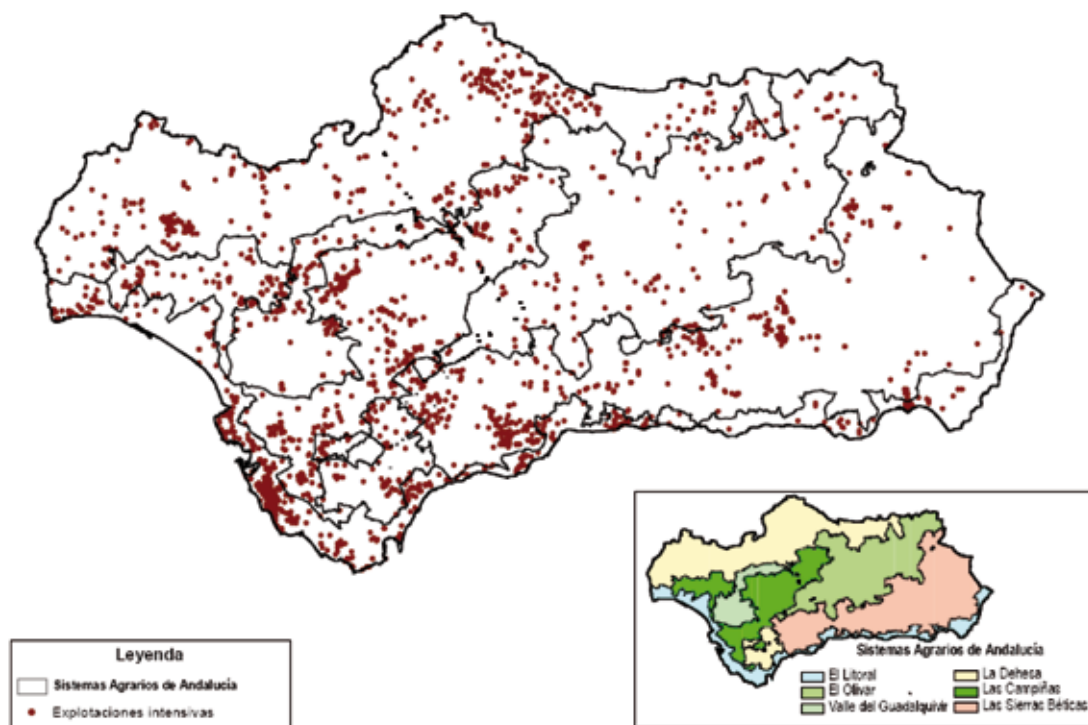 Leyenda
Sistemas Agrarios de Andalucía
Explotaciones intensivas
Sistemas Agrarios de Andalucía
El Litoral
El Olivar
Valle del Guadalquivir
La Dehesa
Las Campiñas
Las Sierras Béticas